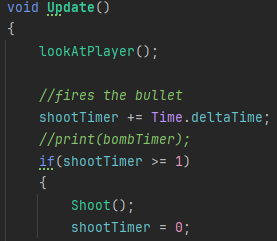 void Update()
{
    lookAtPlayer();

    //fires the bullet
    shootTimer += Time.deltaTime;
    //print(bombTimer);
    if(shootTimer >= 1)
    {
        Shoot();
        shootTimer = 0;